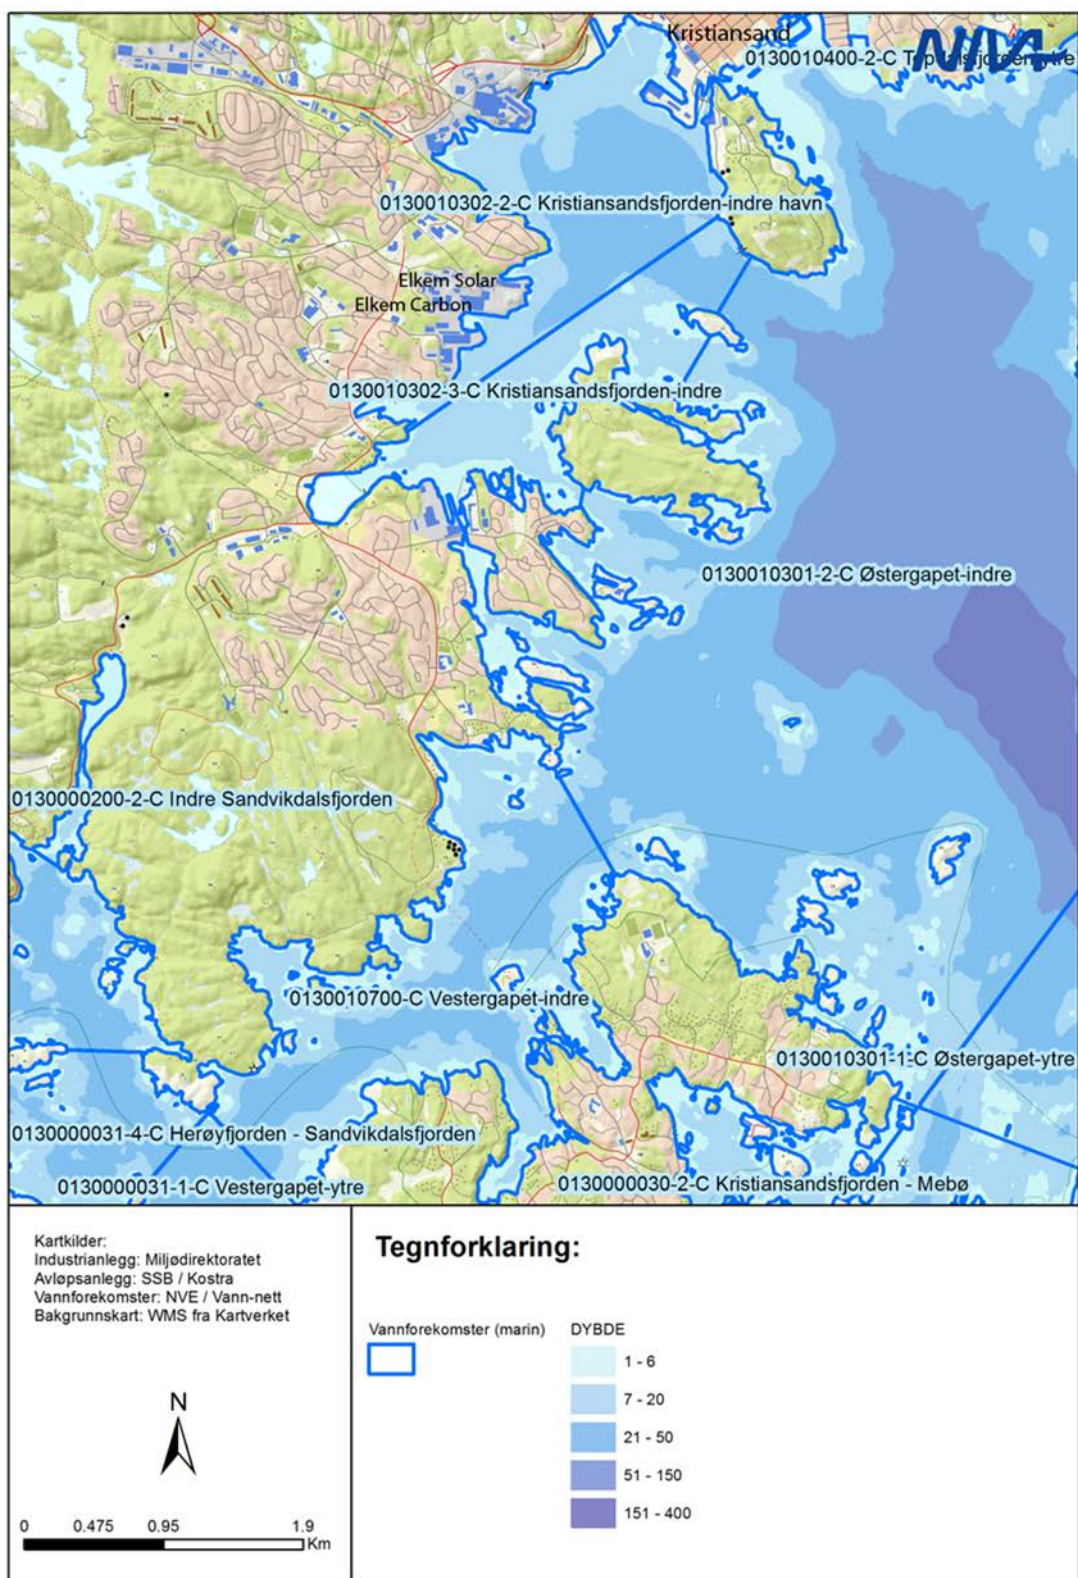 Kristiansand
NIVA
0130010400-2-C Topdalsfjorden-ytre
0130010302-2-C Kristiansandsfjorden-indre havn
Elkem Solar
Elkem Carbon
0130010302-3-C Kristiansandsfjorden-indre
0130010301-2-C Østergapet-indre
0130000200-2-C Indre Sandvikdalsfjorden
0130010700-C Vestergapet-indre
0130010301-1-C Østergapet-ytre
0130000031-4-C Herøyfjorden - Sandvikdalsfjorden
0130000031-1-C Vestergapet-ytre
0130000030-2-C Kristiansandsfjorden - Mebø
Kartkilder:
Industrianlegg: Miljødirektoratet
Avløpsanlegg: SSB / Kostra
Vannforekomster: NVE / Vann-nett
Bakgrunnskart: WMS fra Kartverket
N
0 0.475 0.95 1.9
Km
Tegnforklaring:
Vannforekomster (marin)
DYBDE
1 - 6
7 - 20
21 - 50
51 - 150
151 - 400